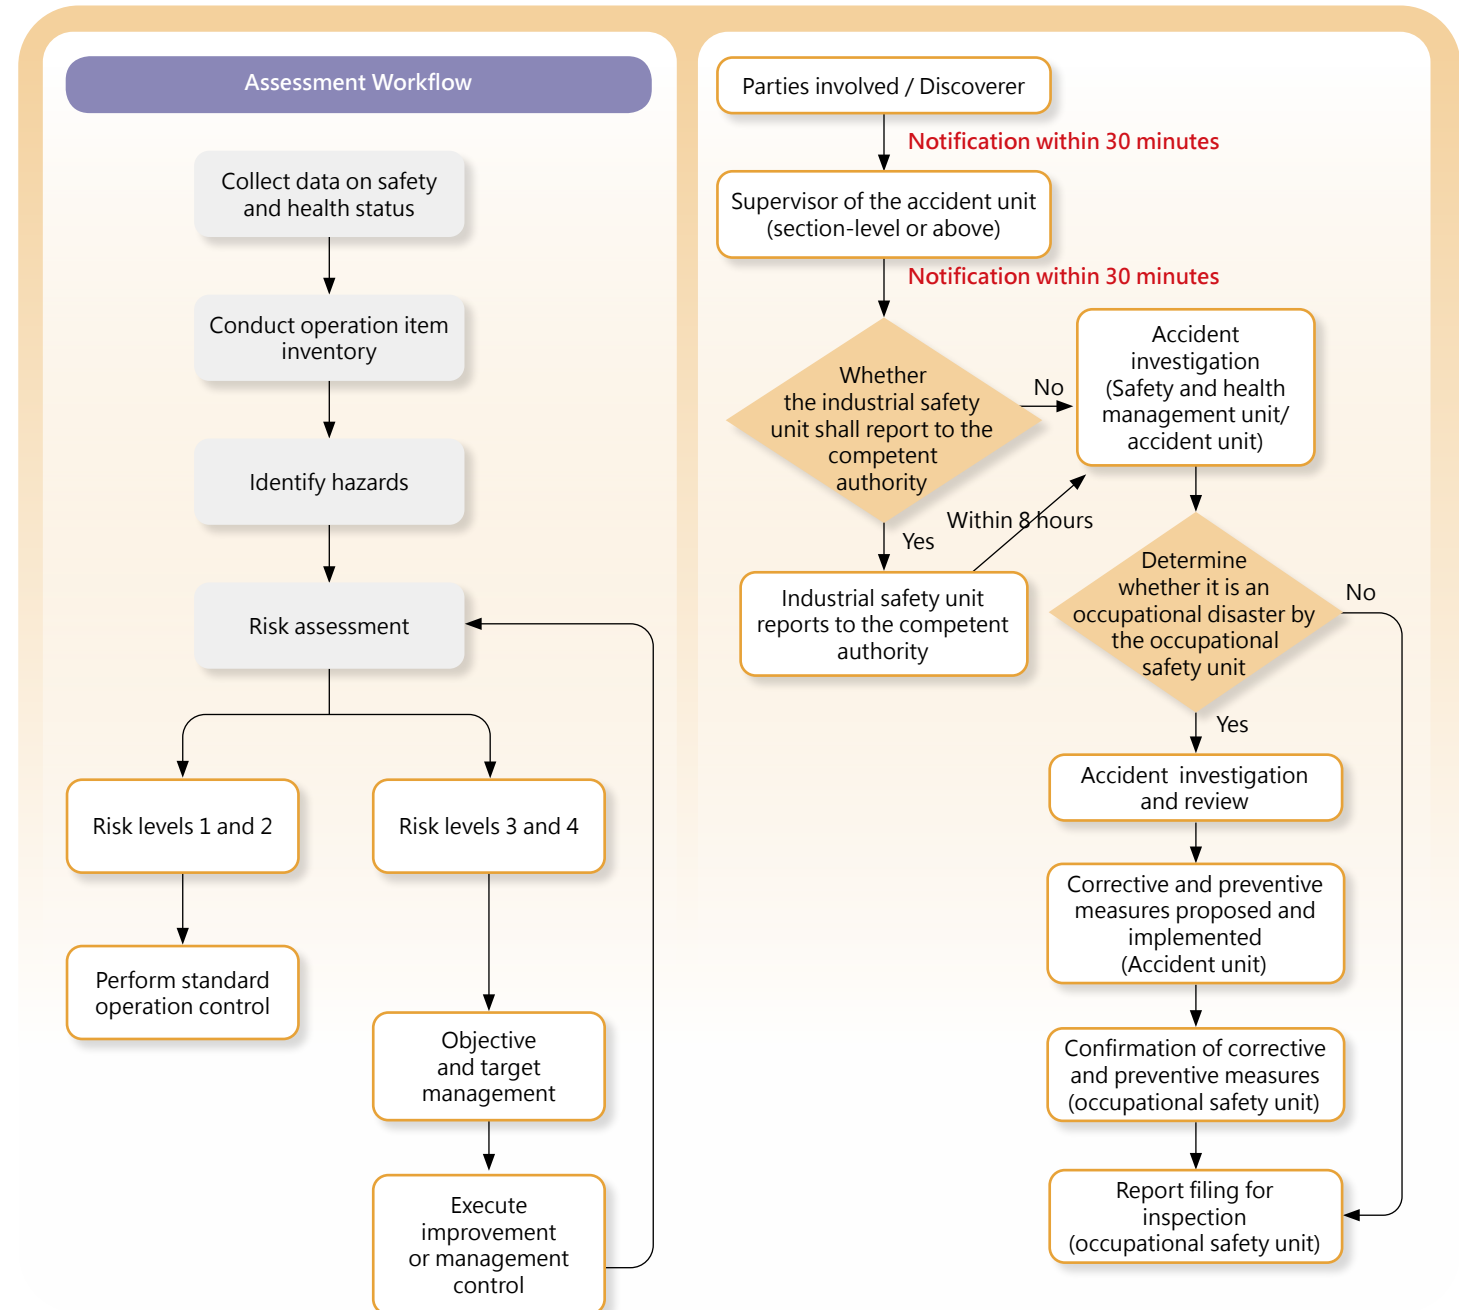 Assessment Workflow
Collect data on safety
and health status
Conduct operation item
inventory
Identify hazards
Risk assessment
Risk levels 1 and 2
Risk levels 3 and 4
Perform standard
operation control
Objective
and target
management
Execute
improvement
or management
control
Parties involved / Discoverer
Notification within 30 minutes
Supervisor of the accident unit
(section-level or above)
Notification within 30 minutes
Whether
the industrial safety
unit shall report to the
competent
authority
No
Accident
investigation
(Safety and health
management unit/
accident unit)
Within 8 hours
Yes
Industrial safety unit
reports to the competent
authority
Determine
whether it is an
occupational disaster by
the occupational
safety unit
No
Yes
Accident investigation
and review
Corrective and preventive
measures proposed and
implemented
(Accident unit)
Confirmation of corrective
and preventive measures
(occupational safety unit)
Report filing for
inspection
(occupational safety unit)